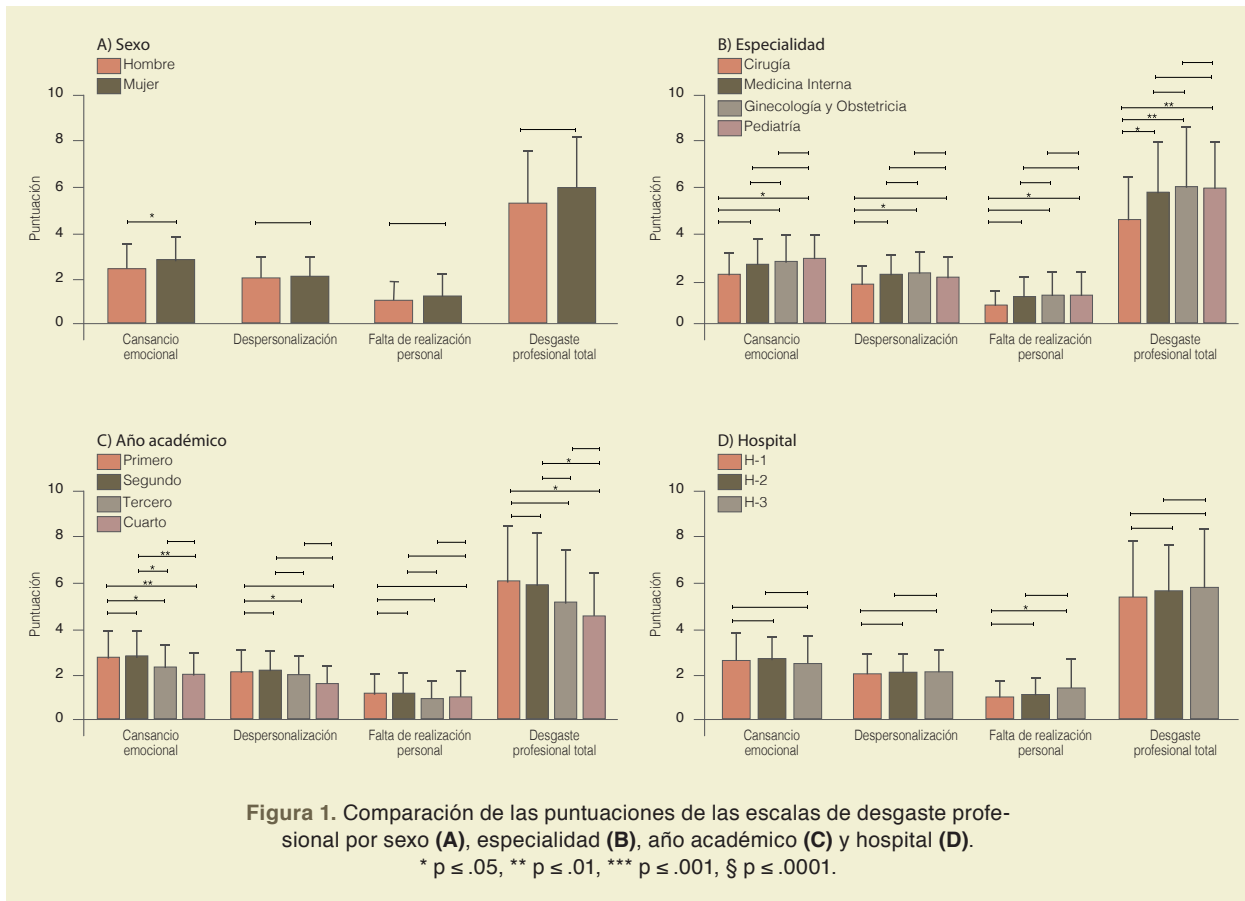 A) Sexo
Hombre
Mujer
10
8
6
4
2
0
Puntuación
*
Cansancio
emocional
Despersonalización
Falta de realización
personal
Desgaste
profesional total
B) Especialidad
Cirugía
Medicina Interna
Ginecología y Obstetricia
Pediatría
10
8
6
4
2
0
Puntuación
*
*
*
**
**
*
Cansancio
emocional
Despersonalización
Falta de realización
personal
Desgaste
profesional total
C) Año académico
Primero
Segundo
Tercero
Cuarto
10
8
6
4
2
0
Puntuación
**
*
**
*
*
*
*
Cansancio
emocional
Despersonalización
Falta de realización
personal
Desgaste
profesional total
D) Hospital
H-1
H-2
H-3
10
8
6
4
2
0
Puntuación
*
Cansancio
emocional
Despersonalización
Falta de realización
personal
Desgaste
profesional total
Figura 1. Comparación de las puntuaciones de las escalas de desgaste profe-
sional por sexo (A), especialidad (B), año académico (C) y hospital (D).
* p ≤ .05, ** p ≤ .01, *** p ≤ .001, § p ≤ .0001.